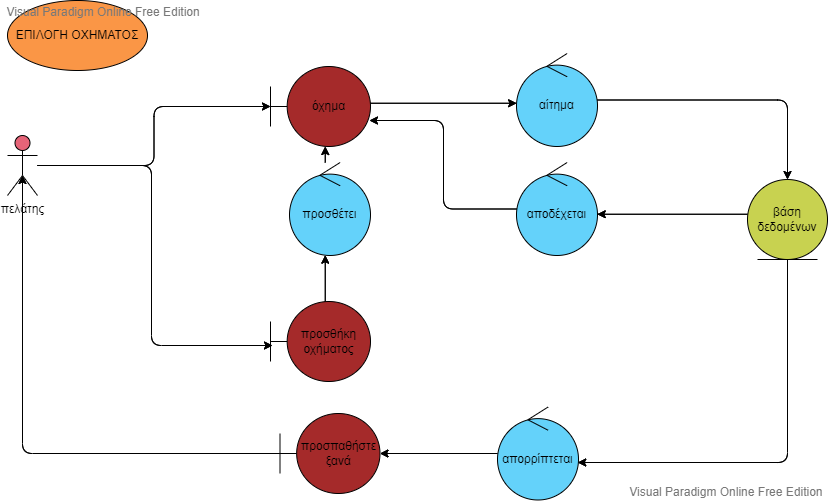 Visual Paradigm Online Free Edition
ΕΠΙΛΟΓΗ ΟΧΗΜΑΤΟΣ
όχημα
αίτημα
πελάτης
προσθέτει
αποδέχεται
βάση
δεδομένων
προσθήκη
οχήματος
προσπαθήστε
ξανά
απορρίπτεται
Visual Paradigm Online Free Edition